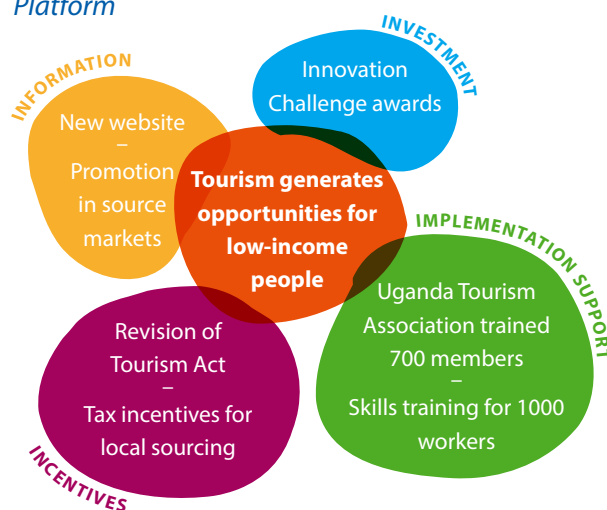 Platform
INFORMATION
New website
–
Promotion
in source
markets
INVESTMENT
Innovation
Challenge awards
Tourism generates
opportunities for
low-income
people
IMPLEMENTATION SUPPORT
Uganda Tourism
Association trained
700 members
–
Skills training for 1000
workers
Revision of
Tourism Act
–
Tax incentives for
local sourcing
INCENTIVES